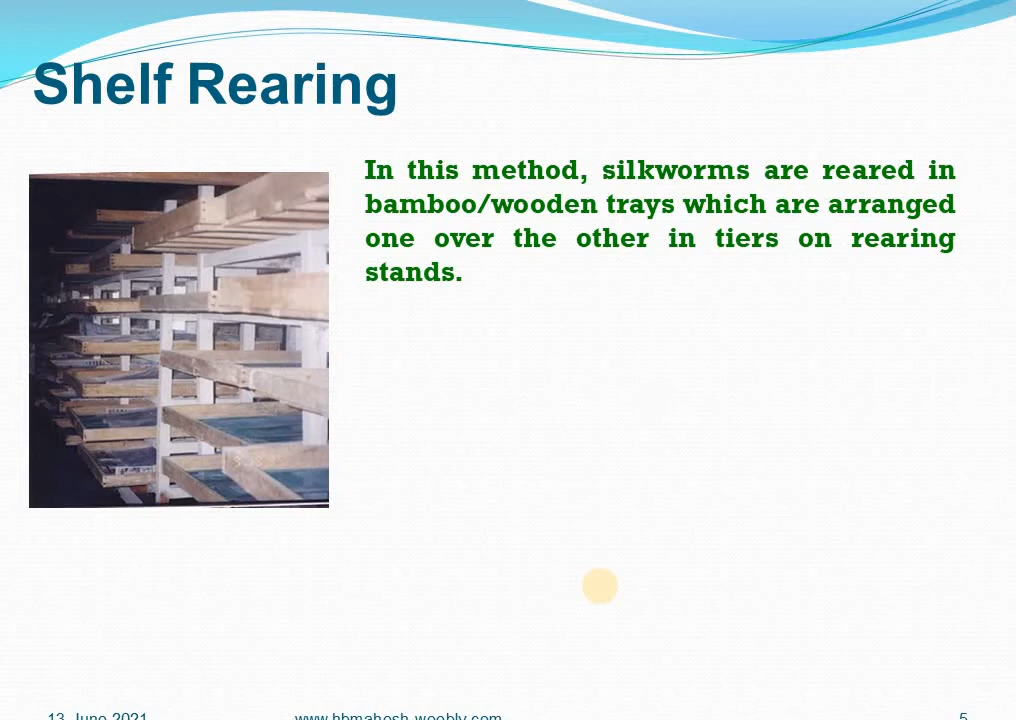 Shelf Rearing
In this method, silkworms are reared in
bamboo/wooden trays which are arranged
one over the other in tiers on rearing
stands.
13 June 2021
www.hbmahesh.weebly.com
5